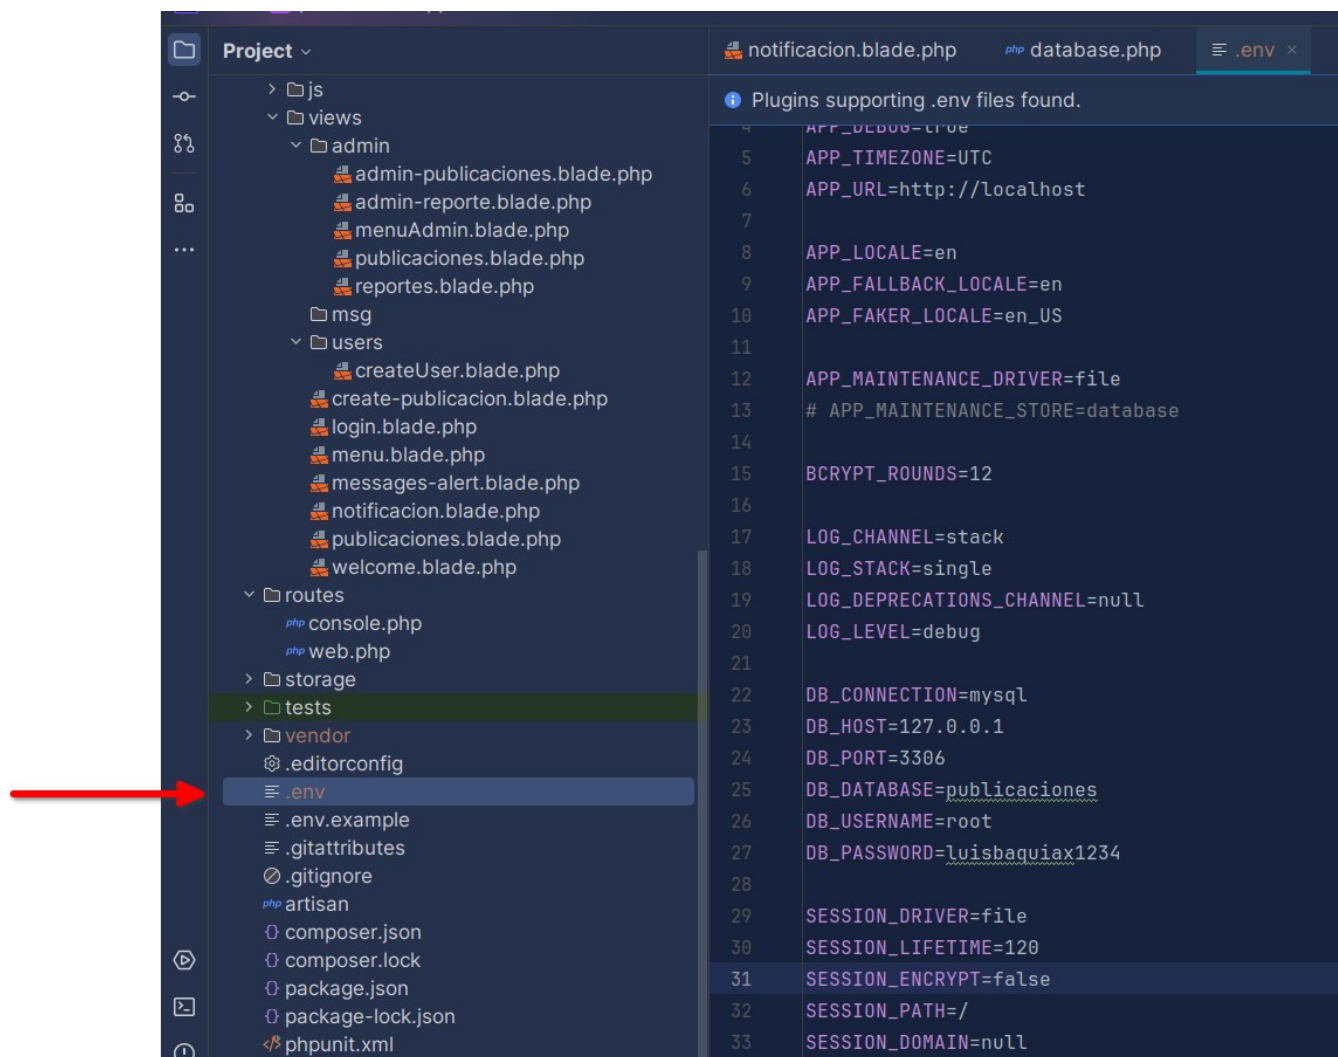 Project
js
views
admin
admin-publicaciones.blade.php
admin-reporte.blade.php
menuAdmin.blade.php
publicaciones.blade.php
reportes.blade.php
msg
users
createUser.blade.php
create-publicacion.blade.php
login.blade.php
menu.blade.php
messages-alert.blade.php
notificacion.blade.php
publicaciones.blade.php
welcome.blade.php
routes
php console.php
php web.php
storage
tests
vendor
.editorconfig
.env
.env.example
.gitattributes
.gitignore
php artisan
composer.json
composer.lock
package.json
package-lock.json
phpunit.xml
notificacion.blade.php php database.php .env
Plugins supporting .env files found.
4 APP_DEBUG=true
5 APP_TIMEZONE=UTC
6 APP_URL=http://localhost
7
8 APP_LOCALE=en
9 APP_FALLBACK_LOCALE=en
10 APP_FAKER_LOCALE=en_US
11
12 APP_MAINTENANCE_DRIVER=file
13 # APP_MAINTENANCE_STORE=database
14
15 BCRYPT_ROUNDS=12
16
17 LOG_CHANNEL=stack
18 LOG_STACK=single
19 LOG_DEPRECATIONS_CHANNEL=null
20 LOG_LEVEL=debug
21
22 DB_CONNECTION=mysql
23 DB_HOST=127.0.0.1
24 DB_PORT=3306
25 DB_DATABASE=publicaciones
26 DB_USERNAME=root
27 DB_PASSWORD=luisbaquiax1234
28
29 SESSION_DRIVER=file
30 SESSION_LIFETIME=120
31 SESSION_ENCRYPT=false
32 SESSION_PATH=/
33 SESSION_DOMAIN=null